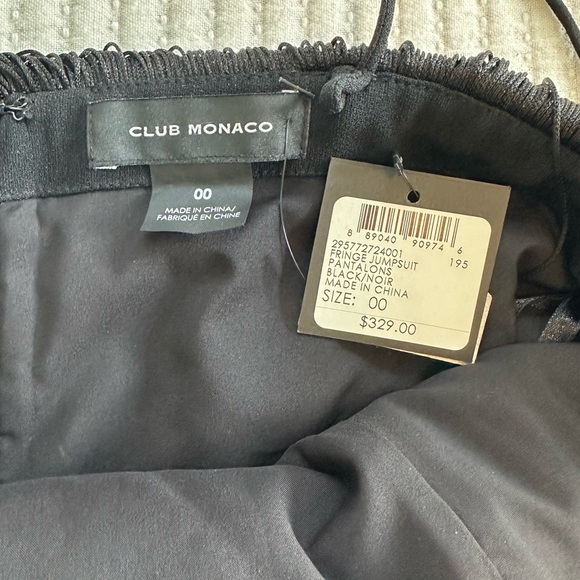 CLUB MONACO
00
MADE IN CHINA/
FABRIQUÉ EN CHINE
8 89040 90974 6
195
295772724001
FRINGE JUMPSUIT
PANTALONS
BLACK/NOIR
MADE IN CHINA
SIZE: 00
$329.00